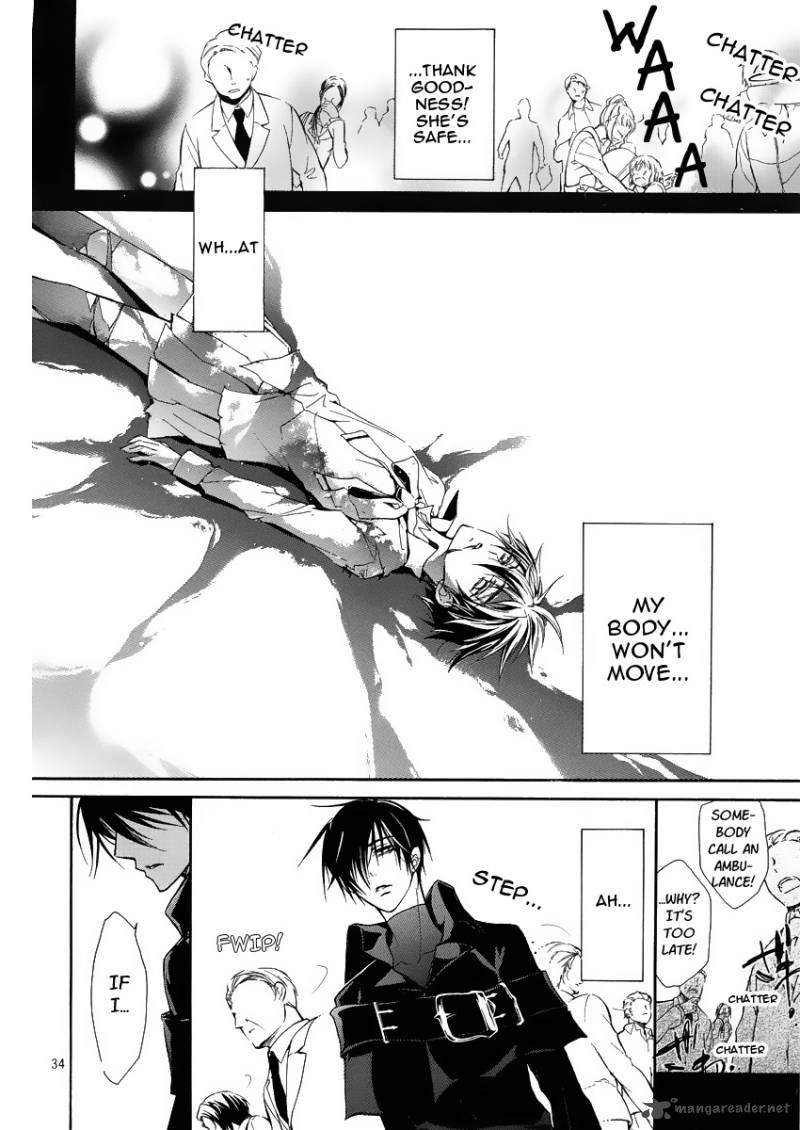 CHATTER
CHATTER
WAAA
...THANK
GOOD-
NESS!
SHE'S
SAFE...
CHATTER
WH...AT
MY
BODY...
WON'T
MOVE...
SOME-
BODY
CALL AN
AMBU-
LANCE!
...WHY?
IT'S
TOO
LATE!
CHATTER
CHATTER
AH...
STEP...
FWIP!
IF
I...
34
mangareader.net